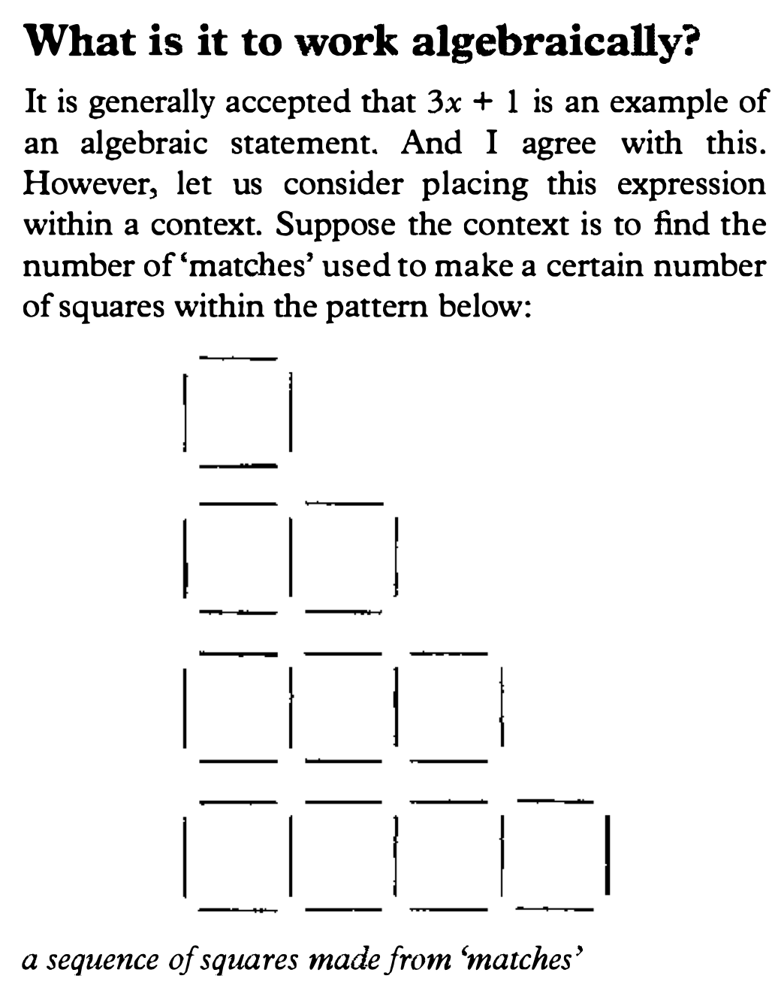 What is it to work algebraically?
It is generally accepted that 3x + 1 is an example of
an algebraic statement. And I agree with this.
However, let us consider placing this expression
within a context. Suppose the context is to find the
number of ‘matches’ used to make a certain number
of squares within the pattern below:
a sequence of squares made from ‘matches’